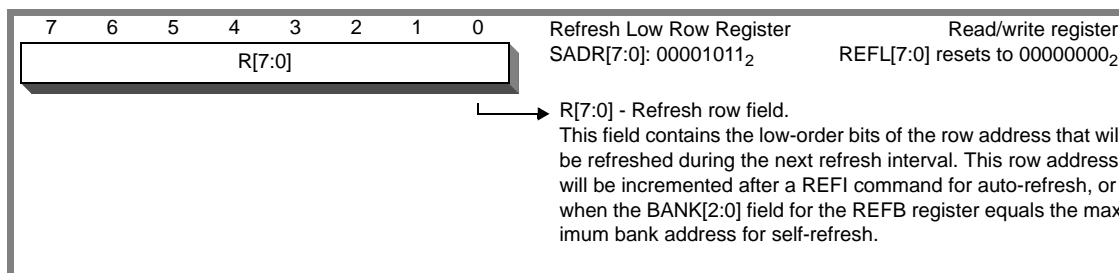 7 6 5 4 3 2 1 0
R[7:0]
Refresh Low Row Register Read/write register
SADR[7:0]: 00001011₂ REFL[7:0] resets to 00000000₂
R[7:0] - Refresh row field.
This field contains the low-order bits of the row address that wil
be refreshed during the next refresh interval. This row address
will be incremented after a REFI command for auto-refresh, or
when the BANK[2:0] field for the REFB register equals the max
imum bank address for self-refresh.